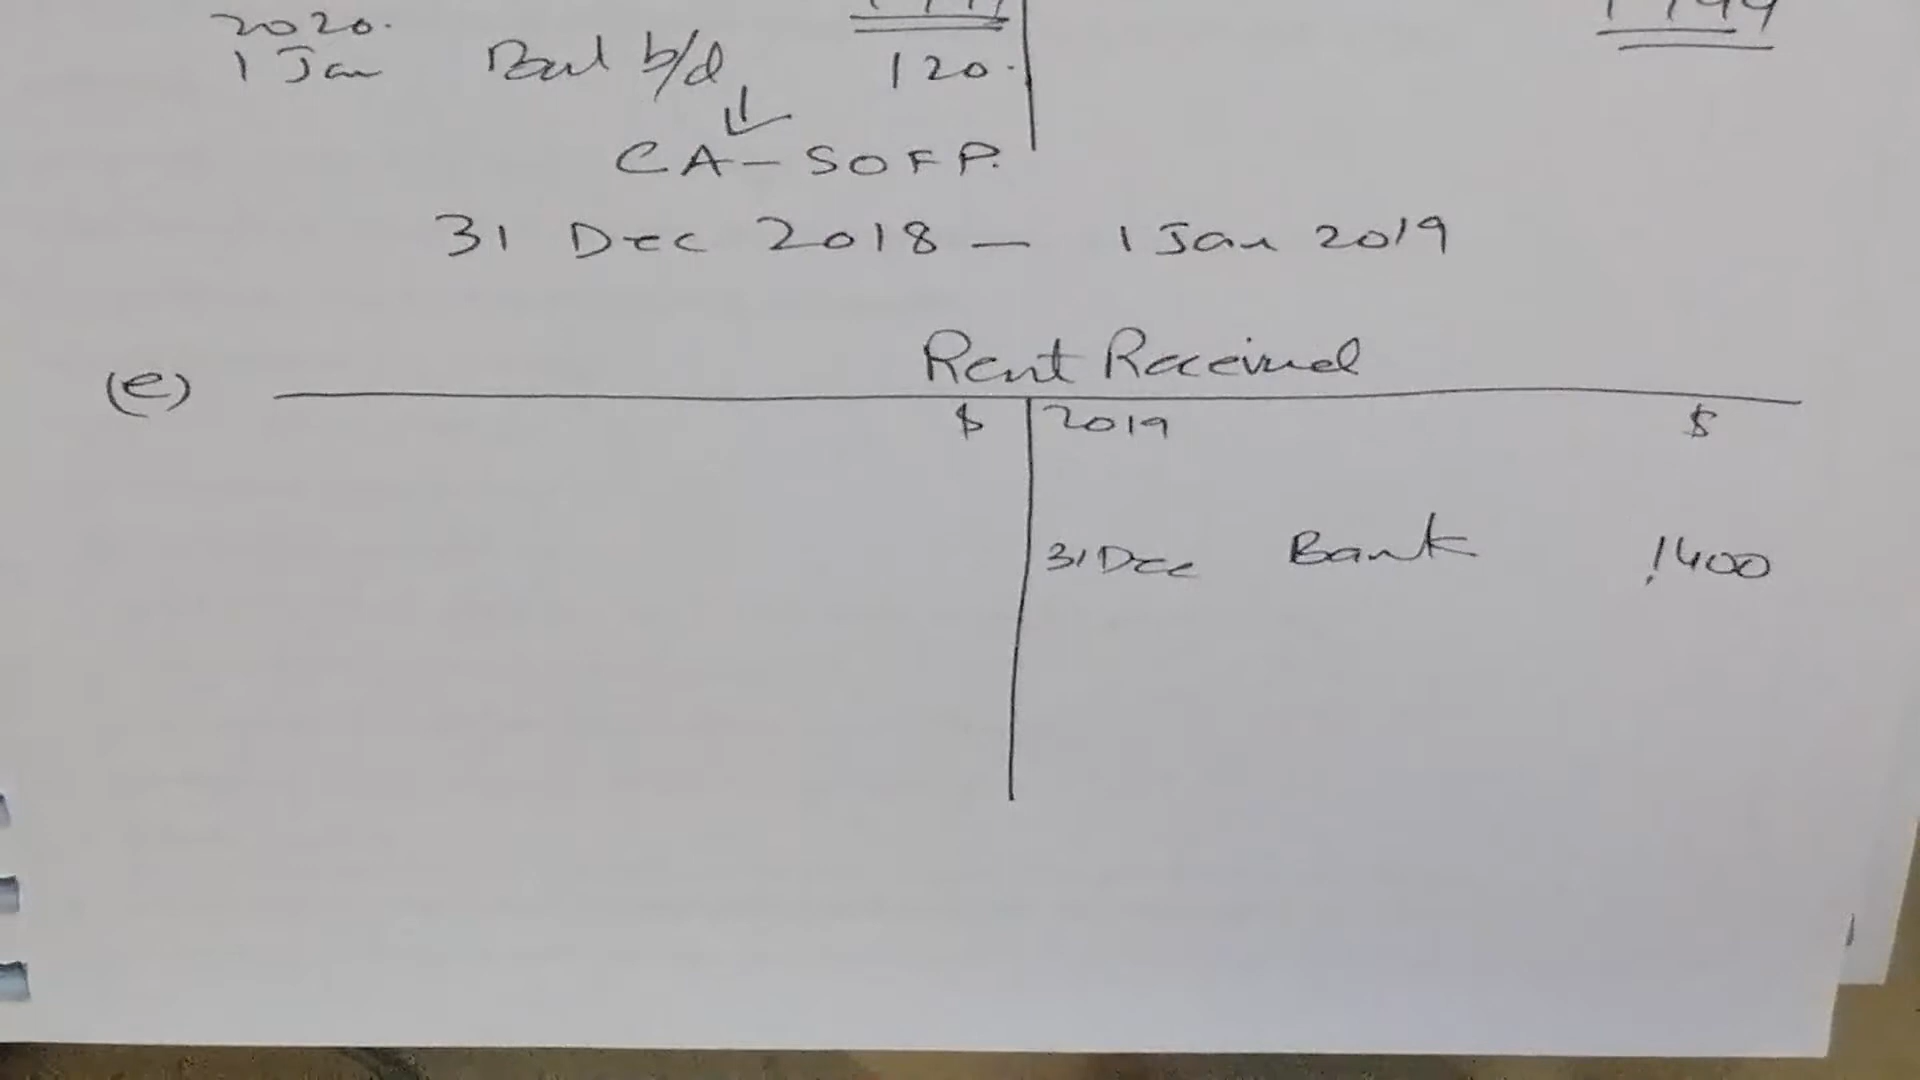 2020.
1 Jan Bal b/d 120.
CA - SOFP.
31 Dec 2018 - 1 Jan 2019
(e) Rent Received
$ 2019 $
31 Dec Bank 1400